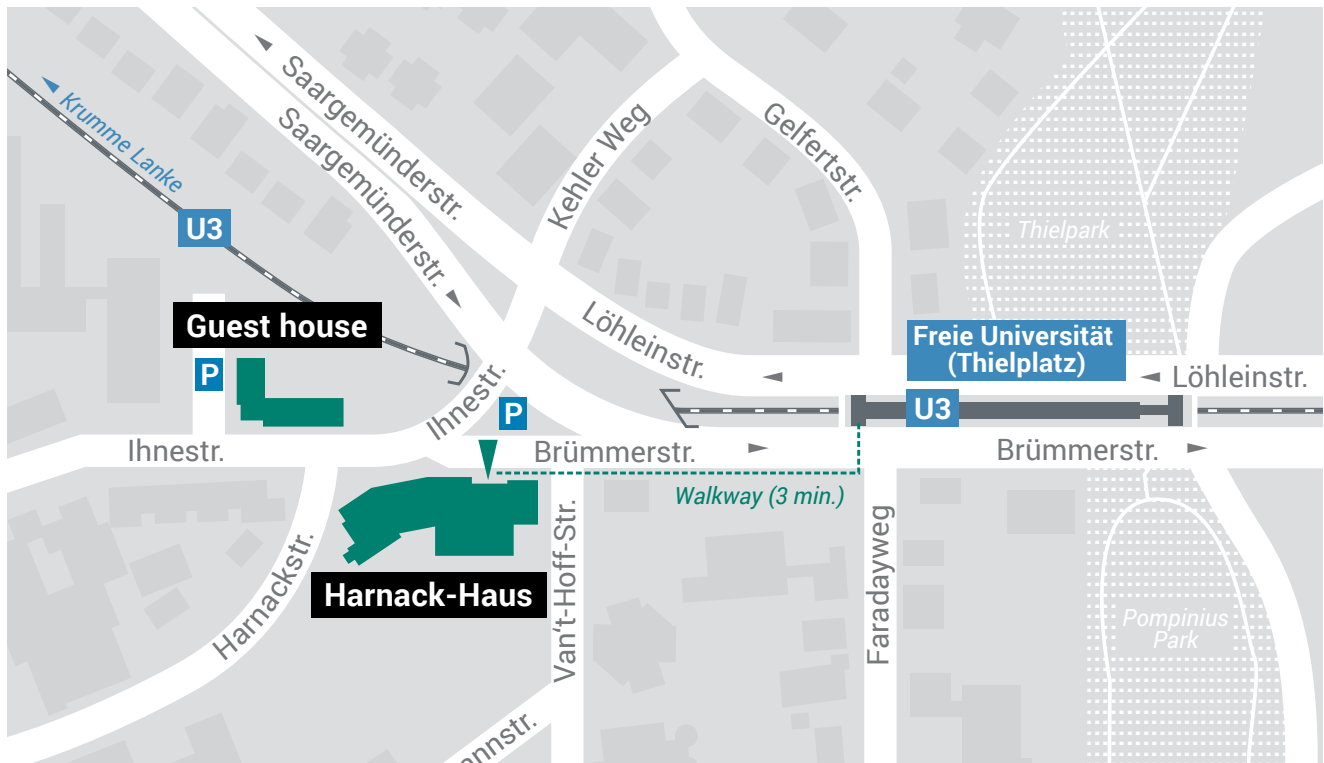 Saargemünderstr.
Saargemünderstr.
Krumme Lanke
U3
Kehler Weg
Gelfertstr.
Thielpark
Guest house
P
Löhleinstr.
Freie Universität
(Thielplatz)
U3
Löhleinstr.
Ihnestr.
P
Ihnestr.
Brümmerstr.
Brümmerstr.
Walkway (3 min.)
Harnackstr.
Harnack-Haus
Van't-Hoff-Str.
Faradayweg
Pompinius
Park
ennstr.